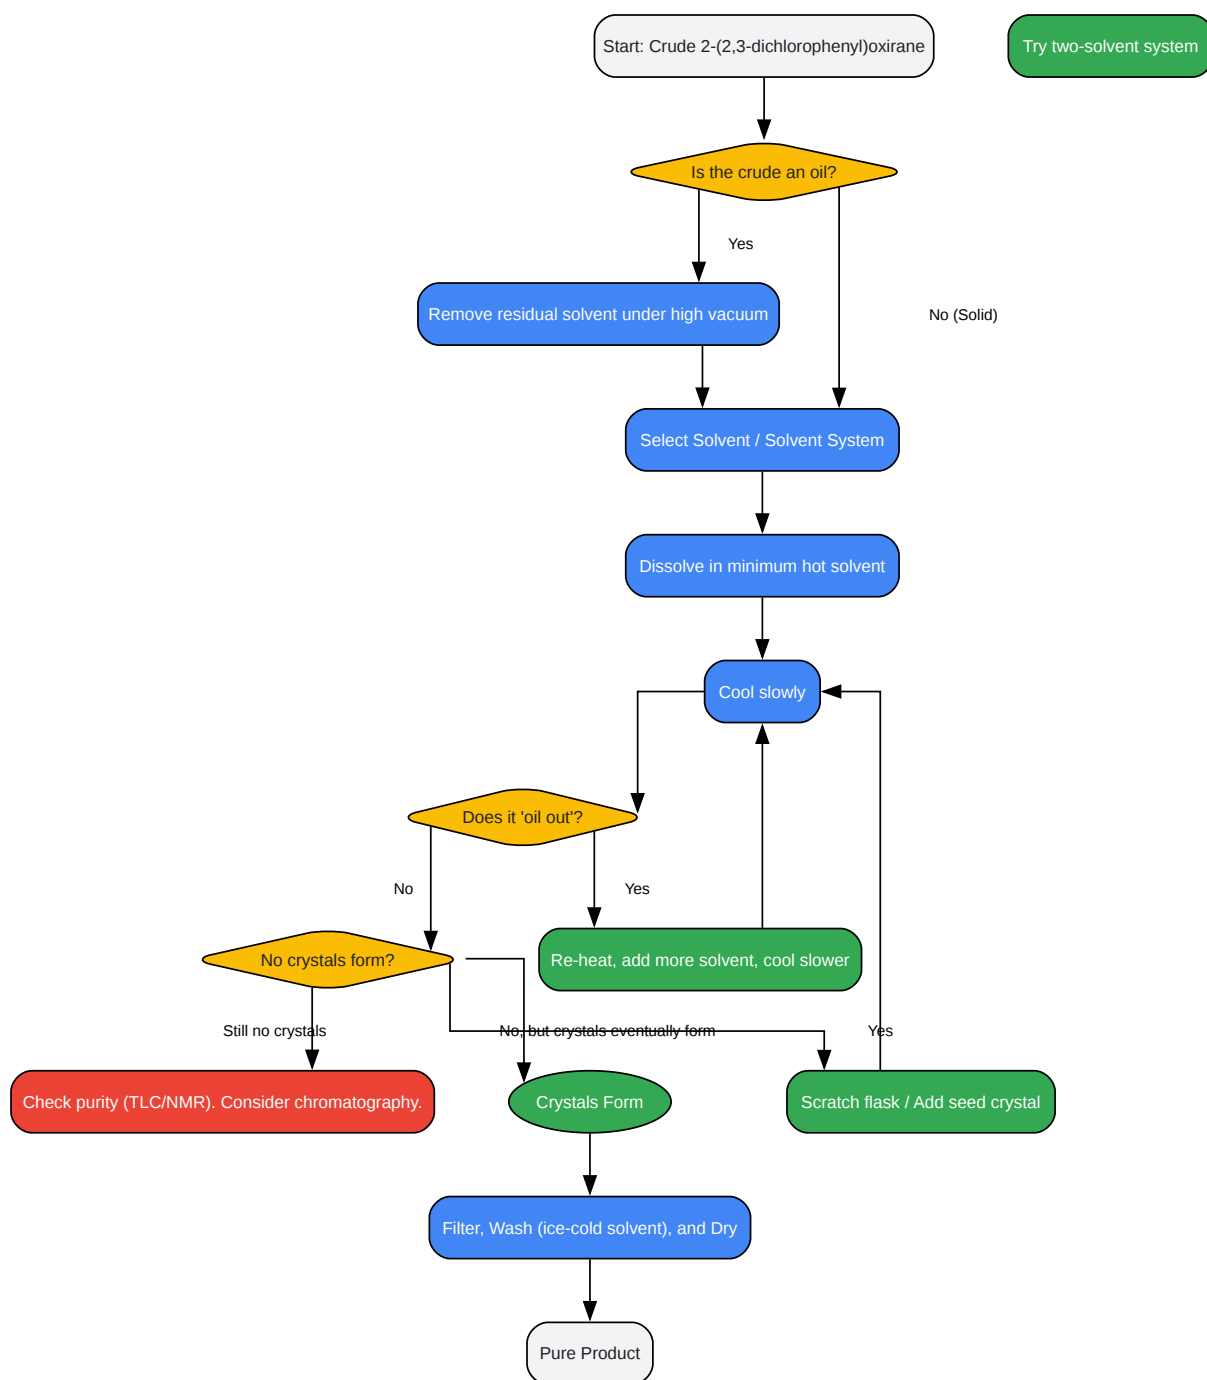 Start: Crude 2-(2,3-dichlorophenyl)oxirane
Try two-solvent system
Is the crude an oil?
Yes
Remove residual solvent under high vacuum
No (Solid)
Select Solvent / Solvent System
Dissolve in minimum hot solvent
Cool slowly
Does it 'oil out'?
No
Yes
No crystals form?
Re-heat, add more solvent, cool slower
Still no crystals
No, but crystals eventually form
Yes
Check purity (TLC/NMR). Consider chromatography.
Crystals Form
Scratch flask / Add seed crystal
Filter, Wash (ice-cold solvent), and Dry
Pure Product